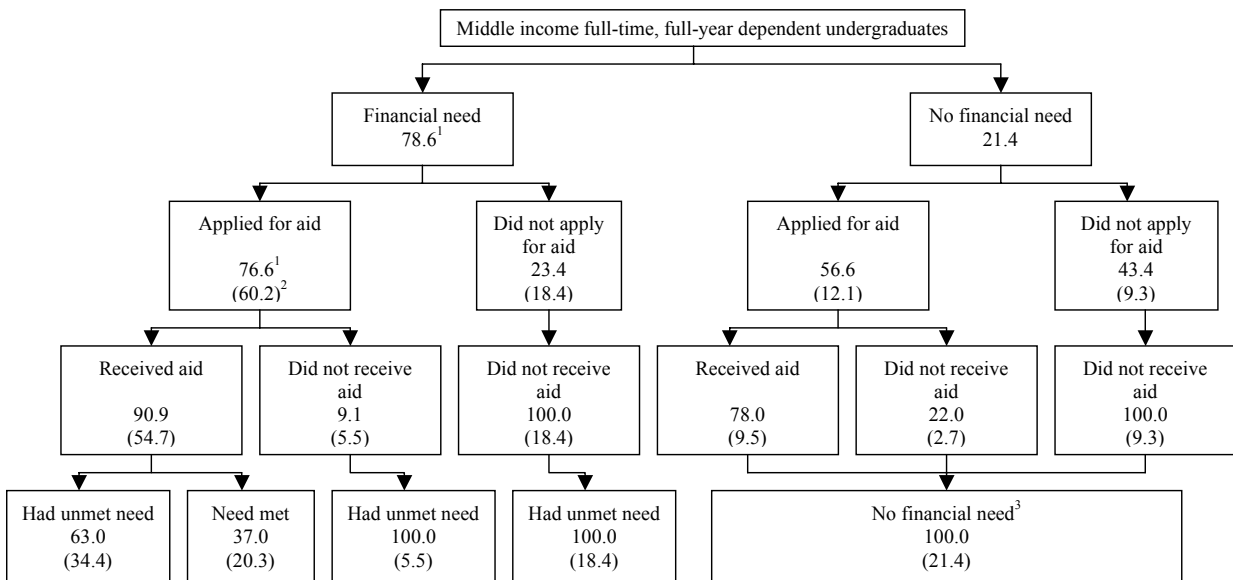 Middle income full-time, full-year dependent undergraduates
Financial need
78.6¹
No financial need
21.4
Applied for aid
76.6¹
(60.2)²
Did not apply
for aid
23.4
(18.4)
Applied for aid
56.6
(12.1)
Did not apply
for aid
43.4
(9.3)
Received aid
90.9
(54.7)
Did not receive
aid
9.1
(5.5)
Did not receive
aid
100.0
(18.4)
Received aid
78.0
(9.5)
Did not receive
aid
22.0
(2.7)
Did not receive
aid
100.0
(9.3)
Had unmet need
63.0
(34.4)
Need met
37.0
(20.3)
Had unmet need
100.0
(5.5)
Had unmet need
100.0
(18.4)
No financial need³
100.0
(21.4)